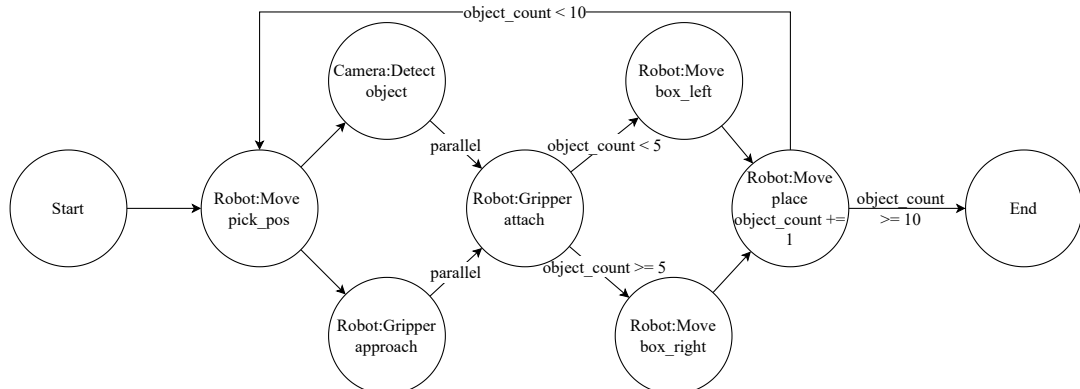 object_count < 10
Camera:Detect
object
Robot:Move
box_left
parallel
object_count < 5
Start
Robot:Move
pick_pos
Robot:Gripper
attach
Robot:Move
place
object_count +=
1
object_count
>= 10
End
parallel
object_count >= 5
Robot:Gripper
approach
Robot:Move
box_right